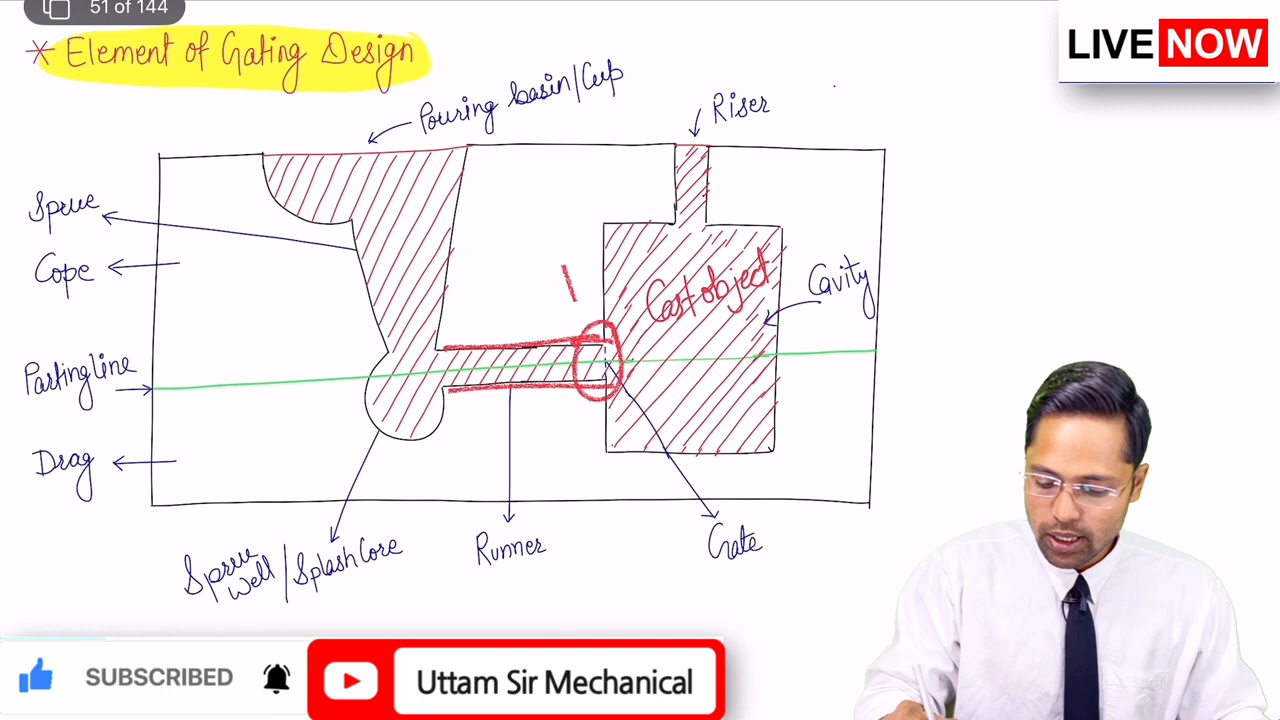 51 of 144
* Element of Gating Design
LIVE NOW
Pouring basin/Cup
Riser
Sprue
Cope
Cast object
Cavity
Parting line
Drag
Sprue well / Splash Core
Runner
Gate
SUBSCRIBED
Uttam Sir Mechanical